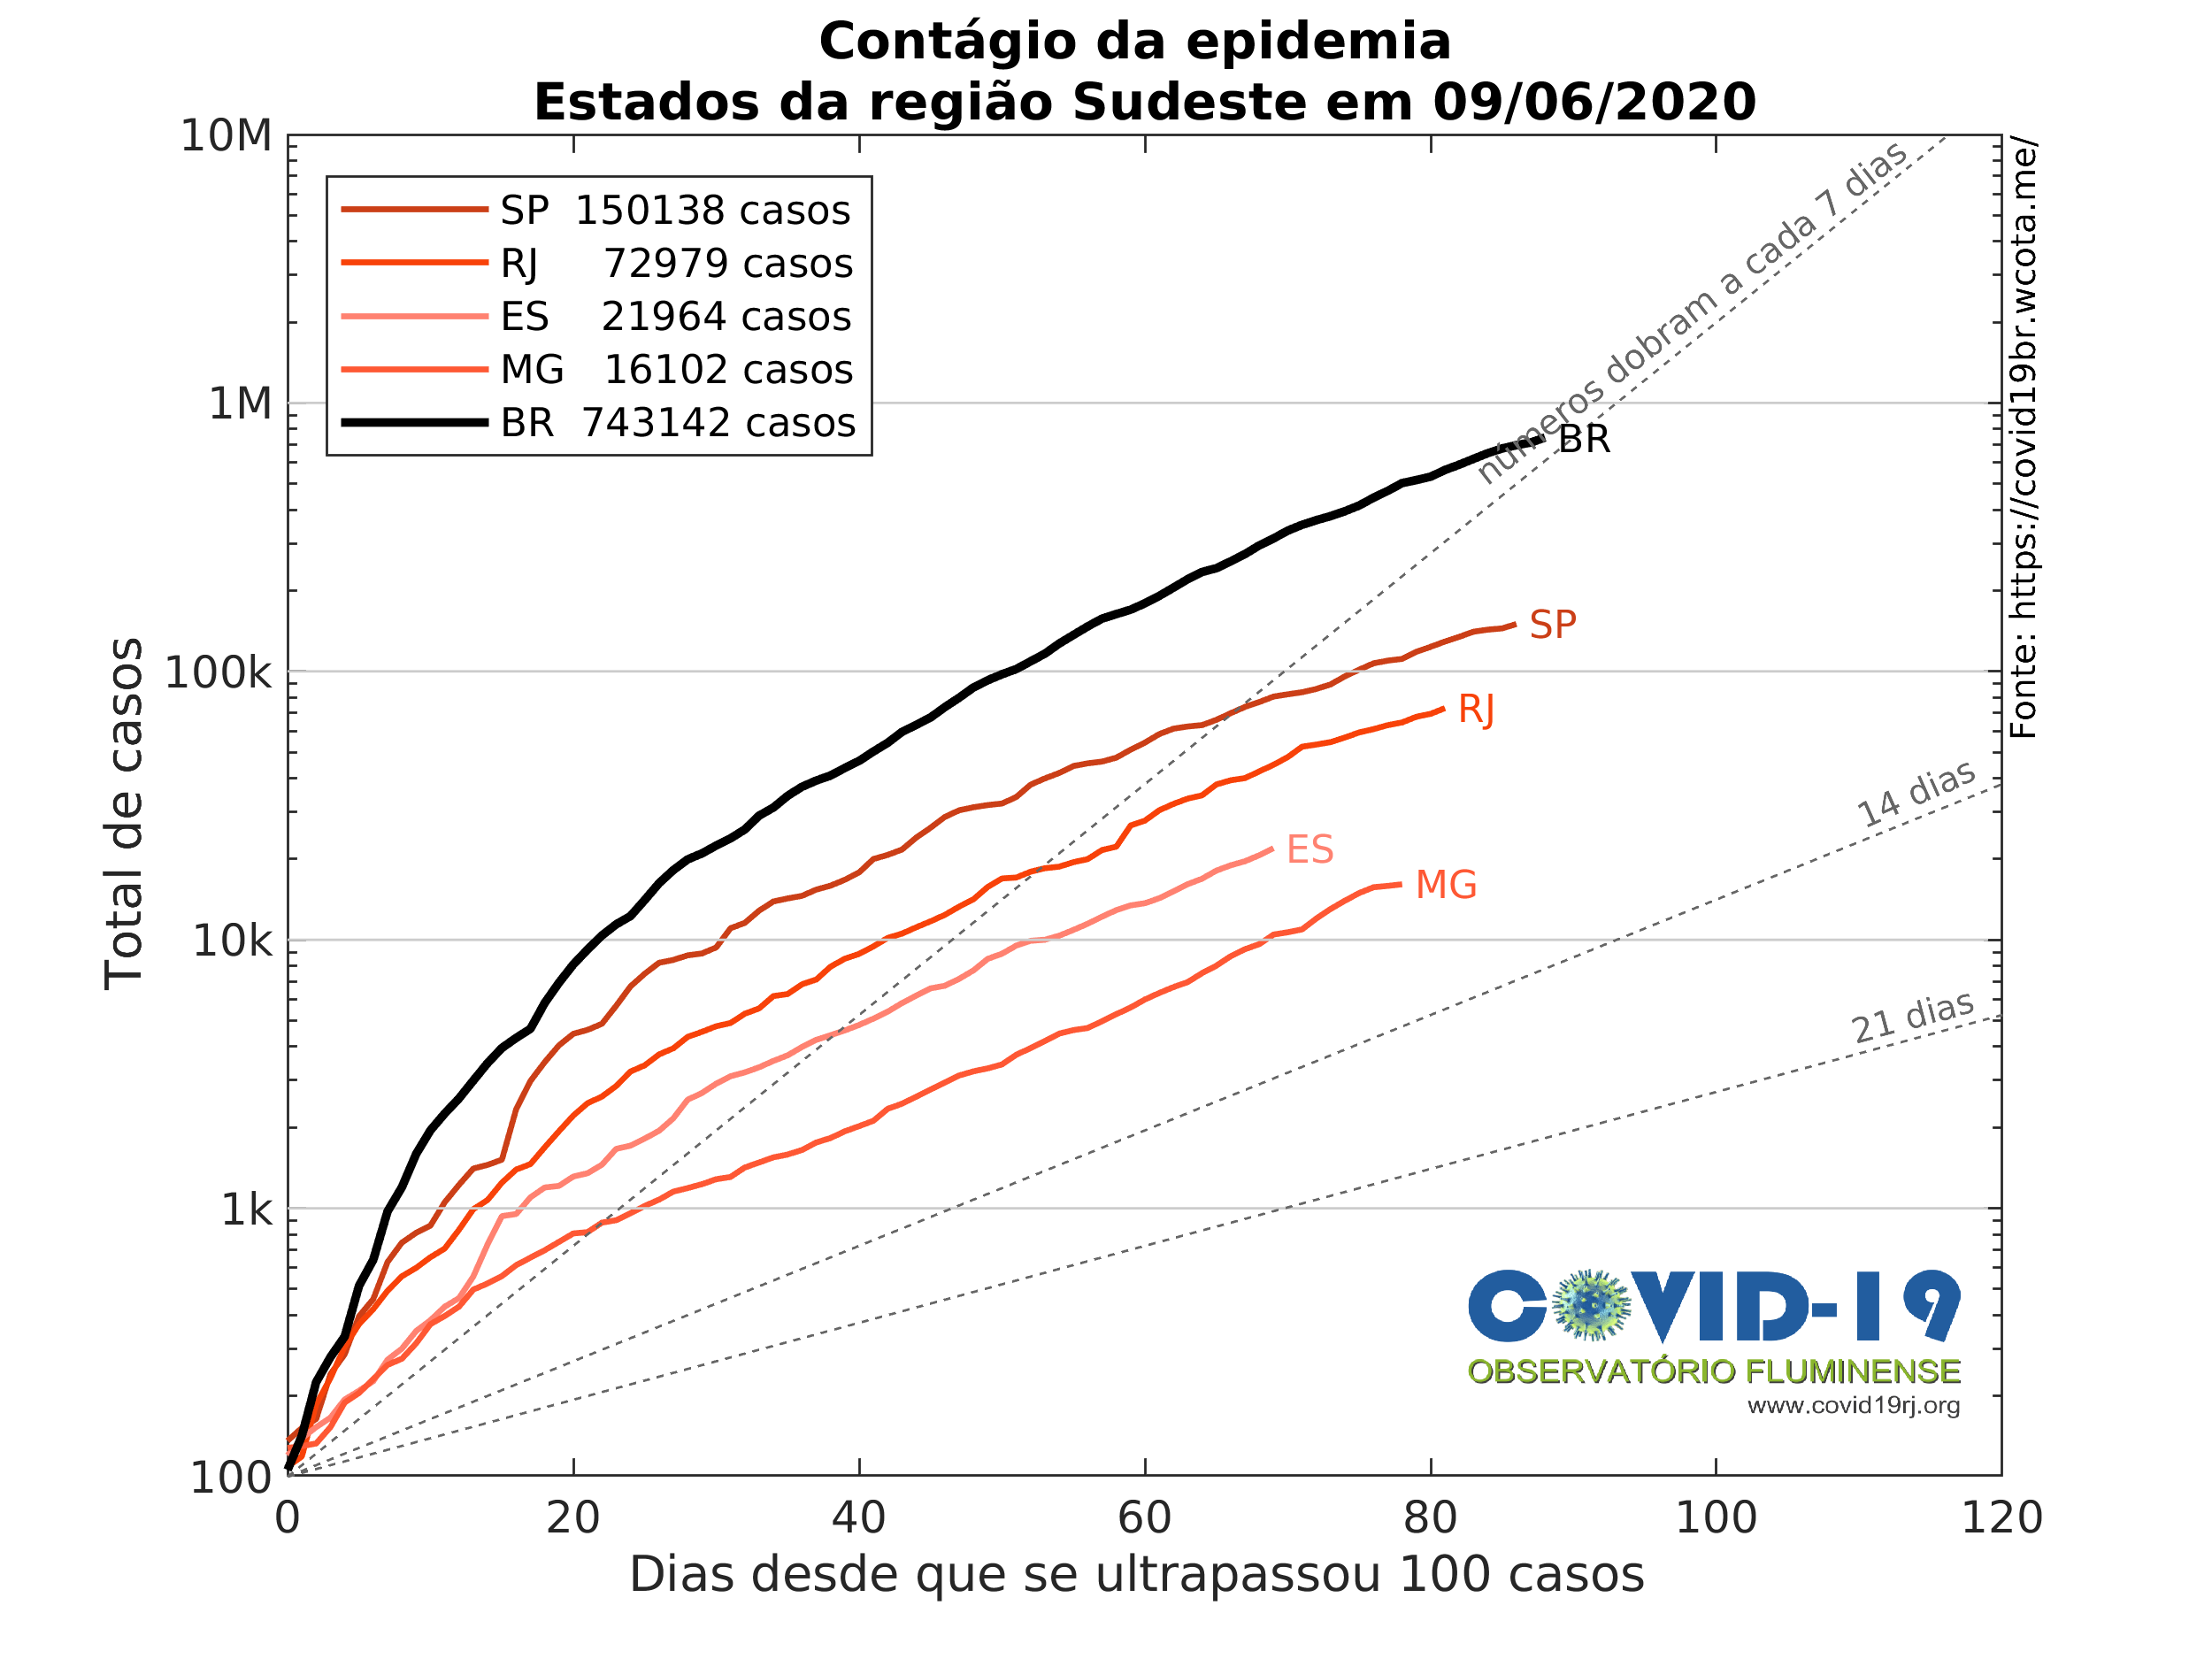 Contágio da epidemia
Estados da região Sudeste em 09/06/2020
10M
1M
100k
10k
1k
100
Total de casos
SP 150138 casos
RJ 72979 casos
ES 21964 casos
MG 16102 casos
BR 743142 casos
números dobram a cada 7 dias
14 dias
21 dias
BR
SP
RJ
ES
MG
Fonte: https://covid19br.wcota.me/
COVID-19
OBSERVATÓRIO FLUMINENSE
www.covid19rj.org
0 20 40 60 80 100 120
Dias desde que se ultrapassou 100 casos